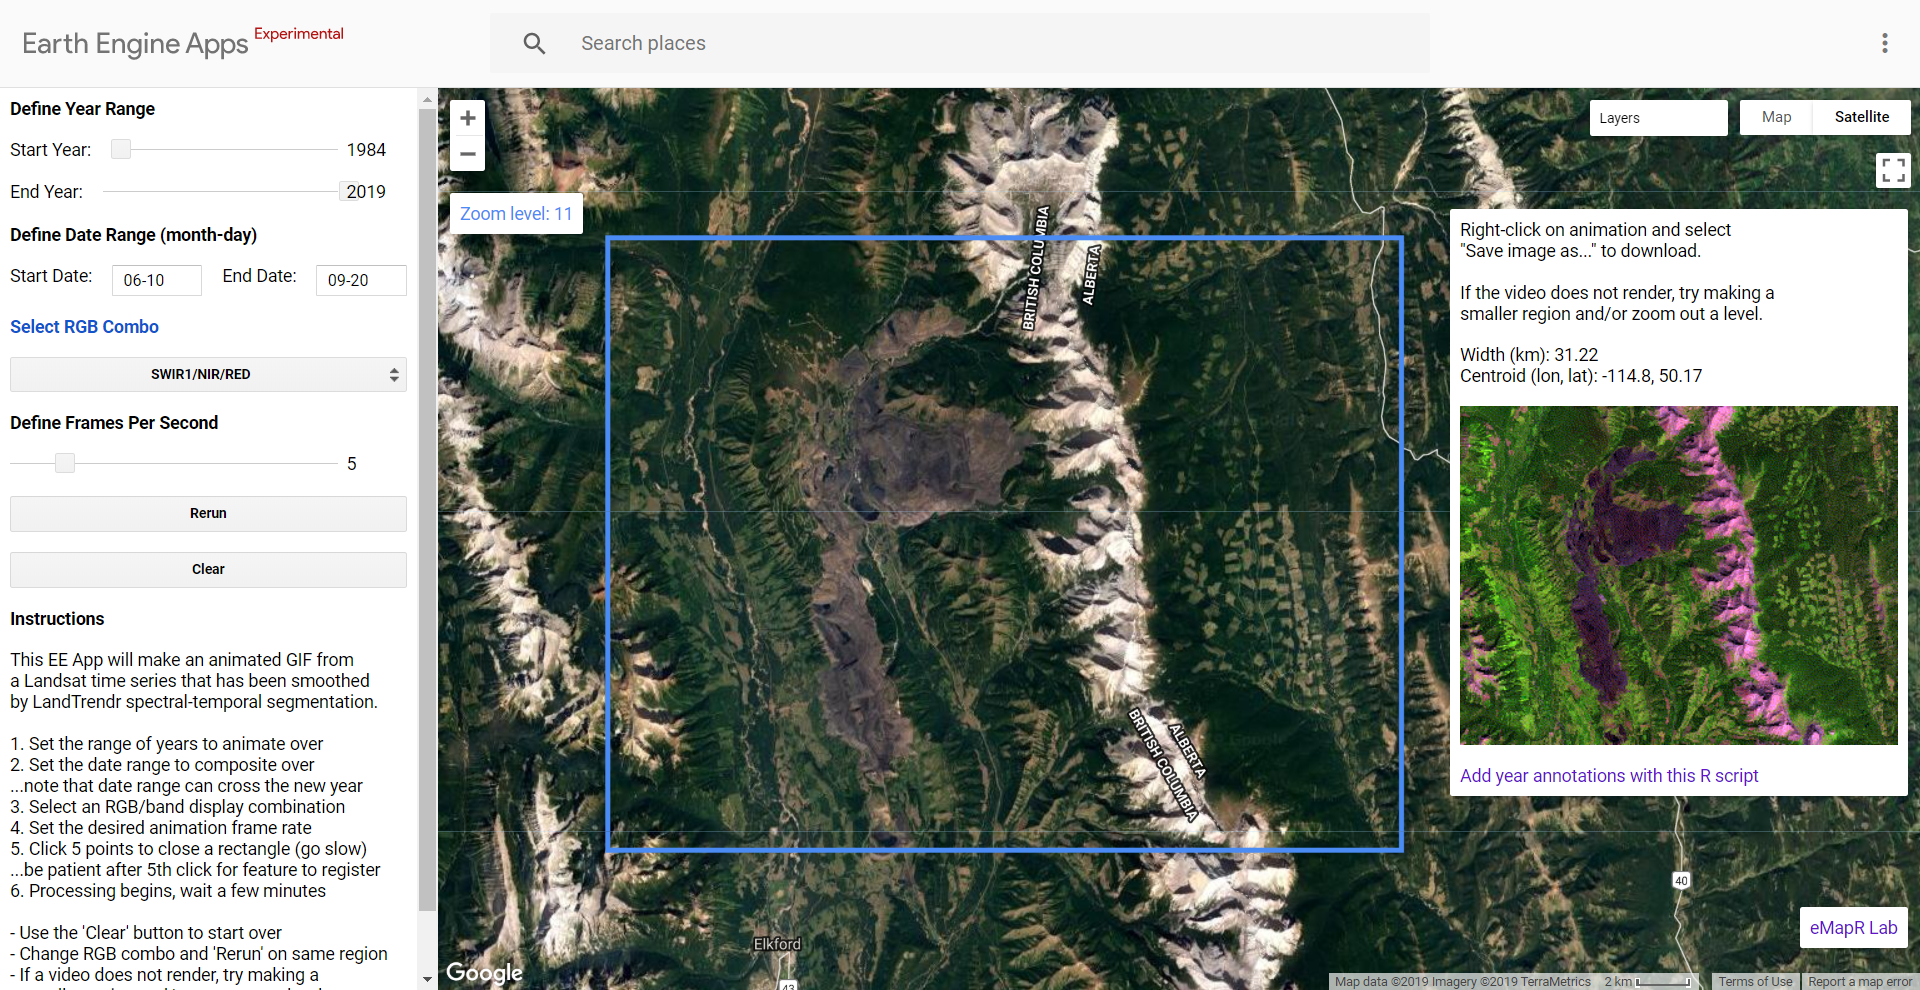 Earth Engine Apps Experimental
Search places
Define Year Range
Start Year: 1984
End Year: 2019
Define Date Range (month-day)
Start Date: 06-10 End Date: 09-20
Select RGB Combo
SWIR1/NIR/RED
Define Frames Per Second
5
Rerun
Clear
Instructions
This EE App will make an animated GIF from
a Landsat time series that has been smoothed
by LandTrendr spectral-temporal segmentation.
1. Set the range of years to animate over
2. Set the date range to composite over
...note that date range can cross the new year
3. Select an RGB/band display combination
4. Set the desired animation frame rate
5. Click 5 points to close a rectangle (go slow)
...be patient after 5th click for feature to register
6. Processing begins, wait a few minutes
- Use the 'Clear' button to start over
- Change RGB combo and 'Rerun' on same region
- If a video does not render, try making a
+
−
Zoom level: 11
Layers
Map Satellite
BRITISH COLUMBIA
ALBERTA
BRITISH COLUMBIA
ALBERTA
Elkford
43
40
Right-click on animation and select
"Save image as..." to download.
If the video does not render, try making a
smaller region and/or zoom out a level.
Width (km): 31.22
Centroid (lon, lat): -114.8, 50.17
Add year annotations with this R script
eMapR Lab
Google
Map data ©2019 Imagery ©2019 TerraMetrics 2 km Terms of Use Report a map error